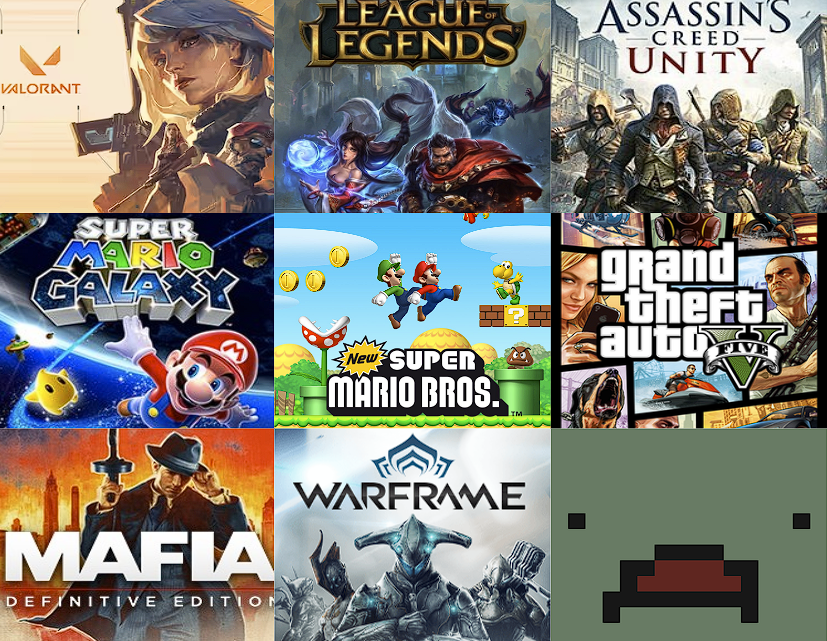 VALORANT
LEAGUE OF
LEGENDS
ASSASSIN'S
CREED
UNITY
SUPER
MARIO
GALAXY
New SUPER
MARIO BROS.
TM
grand
theft
auto V
FIVE
MAFIA
DEFINITIVE EDITION
WARFRAME